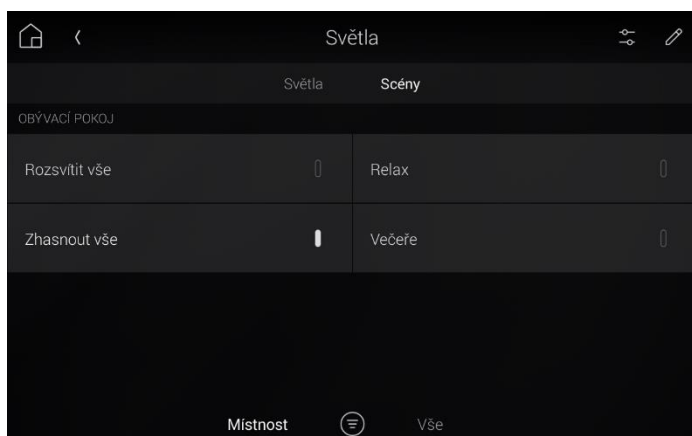 Světla
Světla Scény
OBÝVACÍ POKOJ
Rozsvítit vše Relax
Zhasnout vše Večeře
Místnost Vše